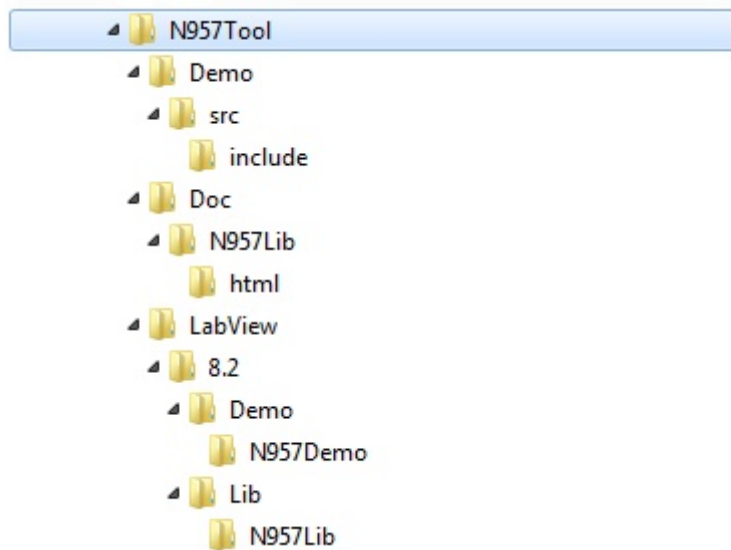 N957Tool
Demo
src
include
Doc
N957Lib
html
LabView
8.2
Demo
N957Demo
Lib
N957Lib